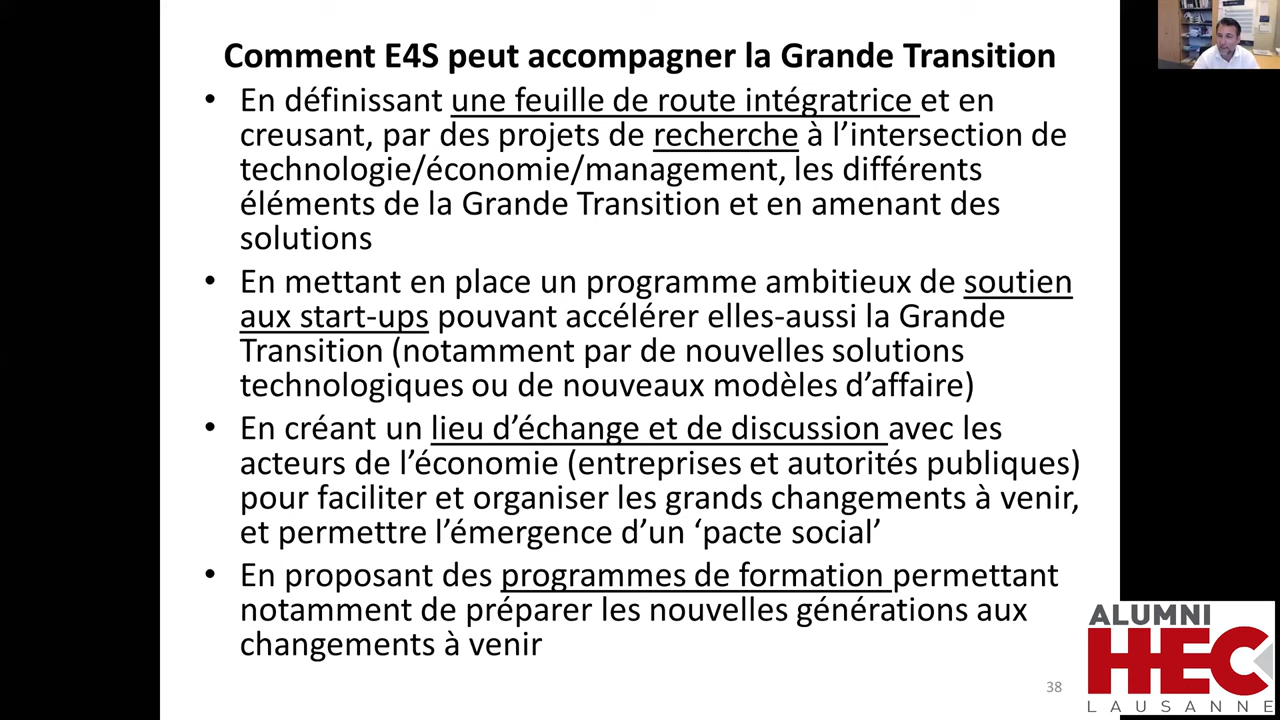 Comment E4S peut accompagner la Grande Transition
• En définissant une feuille de route intégratrice et en
creusant, par des projets de recherche à l’intersection de
technologie/économie/management, les différents
éléments de la Grande Transition et en amenant des
solutions
• En mettant en place un programme ambitieux de soutien
aux start-ups pouvant accélérer elles-aussi la Grande
Transition (notamment par de nouvelles solutions
technologiques ou de nouveaux modèles d’affaire)
• En créant un lieu d’échange et de discussion avec les
acteurs de l’économie (entreprises et autorités publiques)
pour faciliter et organiser les grands changements à venir,
et permettre l’émergence d’un ‘pacte social’
• En proposant des programmes de formation permettant
notamment de préparer les nouvelles générations aux
changements à venir
38
ALUMNI
HEC
LAUSANNE